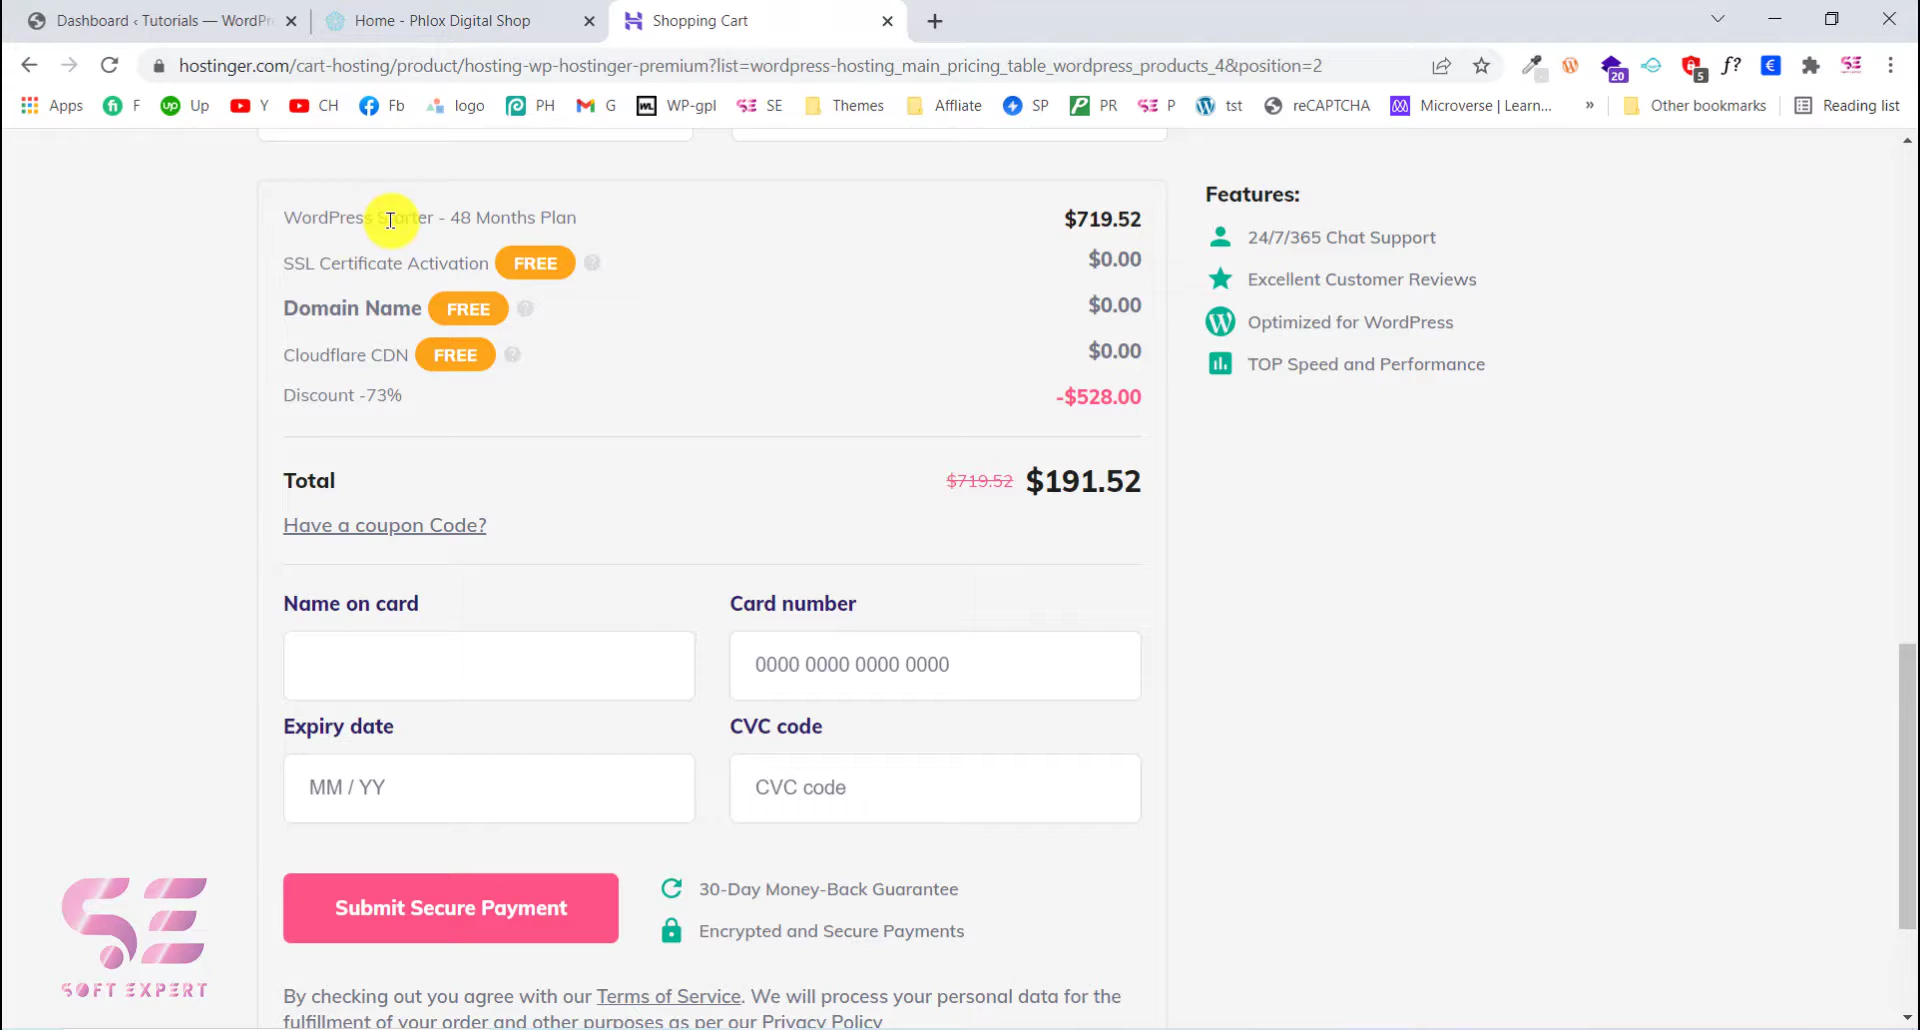 Dashboard ‹ Tutorials — WordPr
Home - Phlox Digital Shop
Shopping Cart
hostinger.com/cart-hosting/product/hosting-wp-hostinger-premium?list=wordpress-hosting_main_pricing_table_wordpress_products_4&position=2
20
5
f?
Apps F Up Y CH Fb logo PH G WP-gpl SE Themes Affliate SP PR P tst reCAPTCHA Microverse | Learn... » Other bookmarks Reading list
WordPress Starter - 48 Months Plan $719.52
SSL Certificate Activation FREE $0.00
Domain Name FREE $0.00
Cloudflare CDN FREE $0.00
Discount -73% -$528.00
Total $719.52 $191.52
Have a coupon Code?
Features:
24/7/365 Chat Support
Excellent Customer Reviews
Optimized for WordPress
TOP Speed and Performance
Name on card Card number
0000 0000 0000 0000
Expiry date CVC code
MM / YY CVC code
Submit Secure Payment
30-Day Money-Back Guarantee
Encrypted and Secure Payments
SE
SOFT EXPERT
By checking out you agree with our Terms of Service. We will process your personal data for the
fulfillment of your order and other purposes as per our Privacy Policy